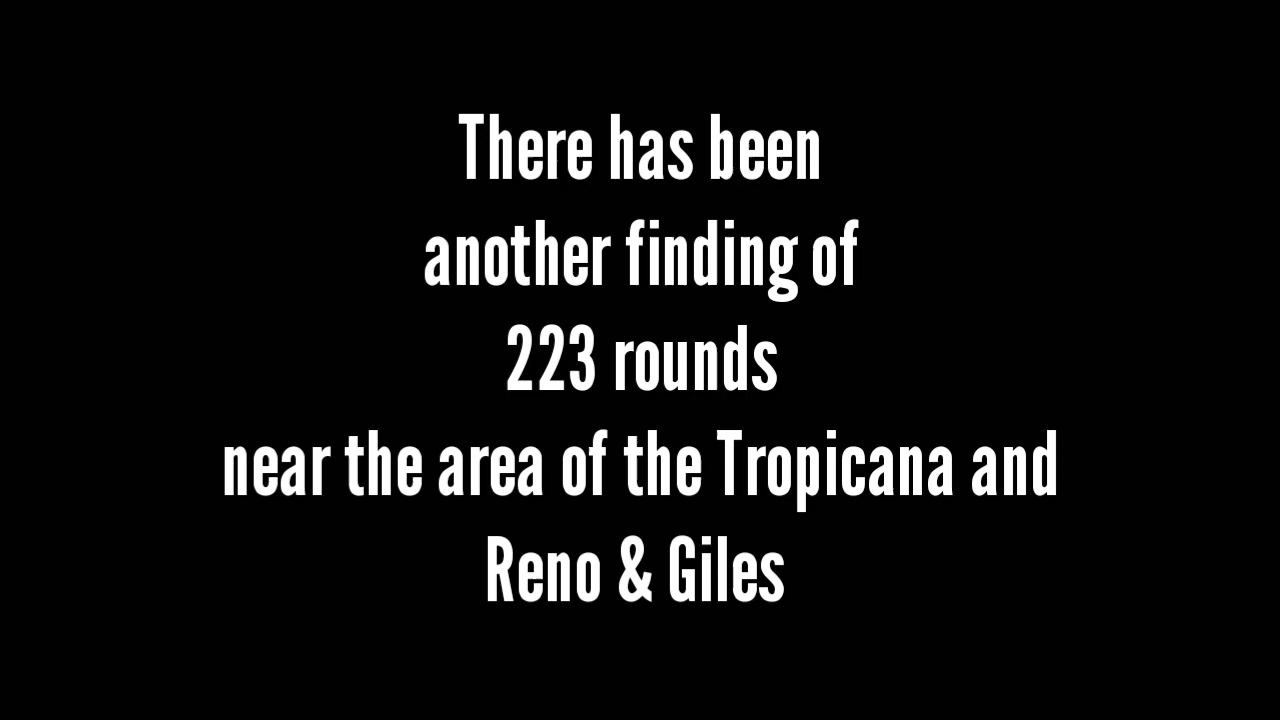 There has been
another finding of
223 rounds
near the area of the Tropicana and
Reno & Giles